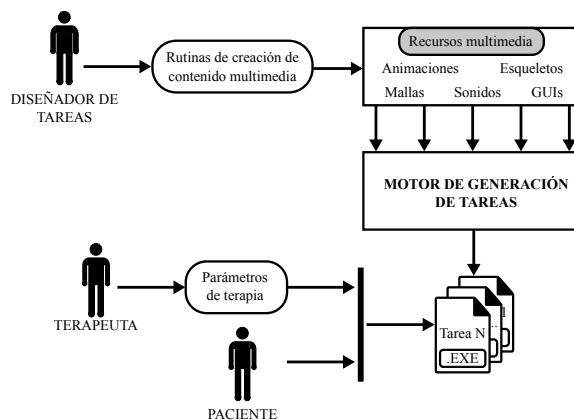 Recursos multimedia
Rutinas de creación de
contenido multimedia
Animaciones Esqueletos
Mallas Sonidos GUIs
DISEÑADOR DE
TAREAS
MOTOR DE GENERACIÓN
DE TAREAS
Parámetros
de terapia
TERAPEUTA
1
Tarea N
.EXE
PACIENTE